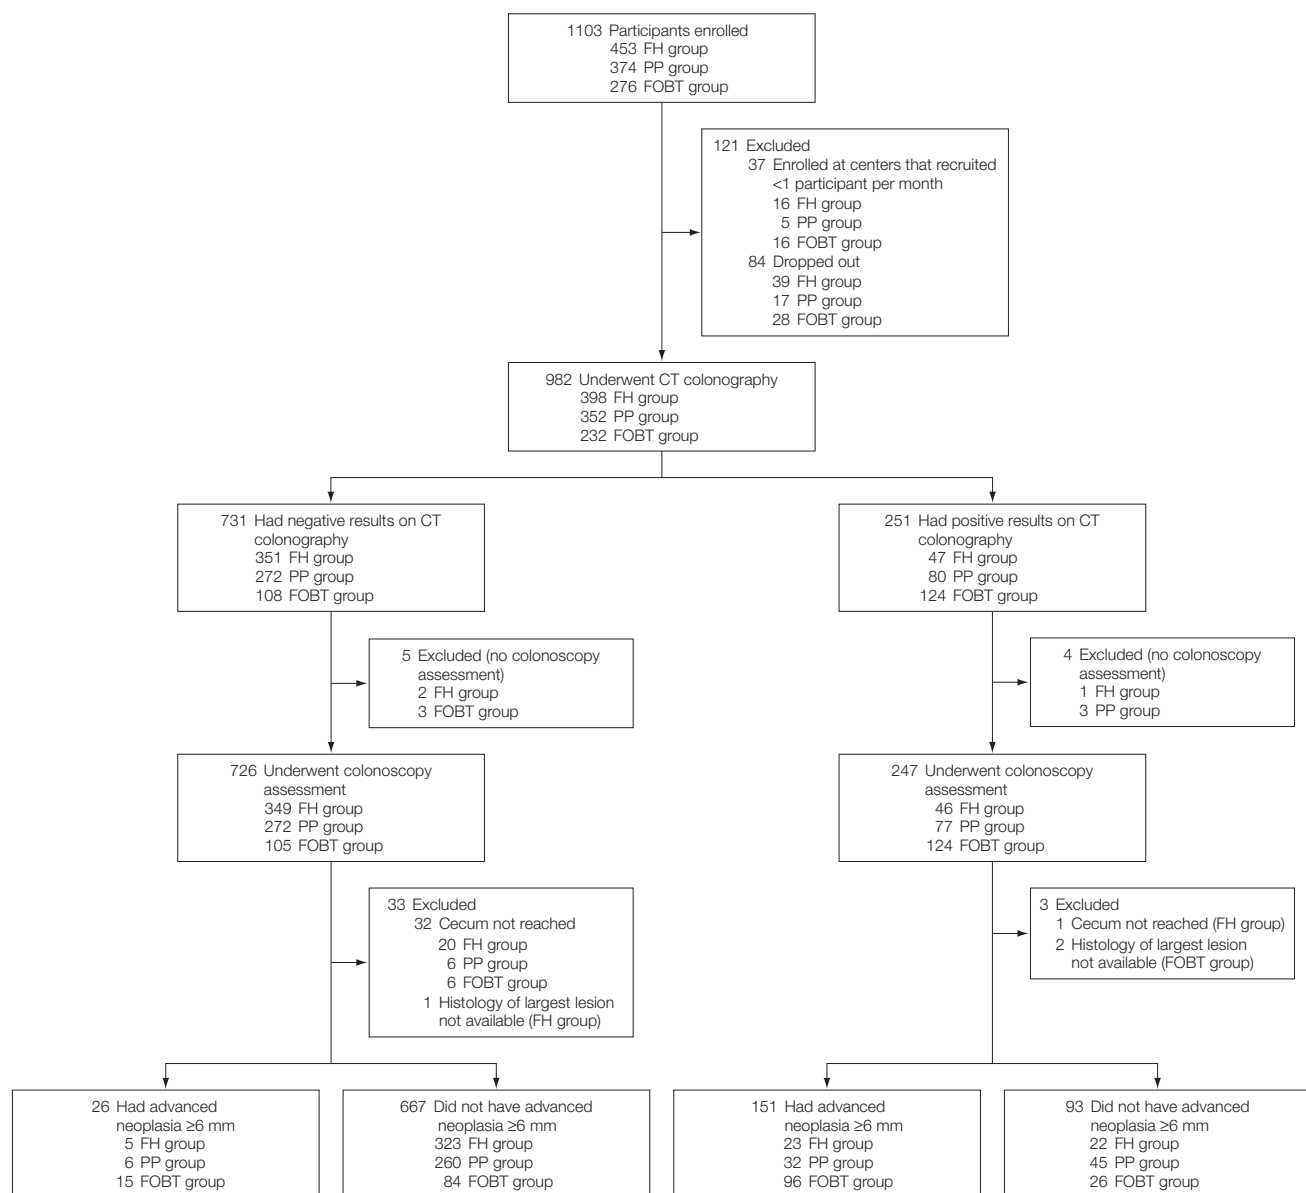 1103 Participants enrolled
453 FH group
374 PP group
276 FOBT group
121 Excluded
37 Enrolled at centers that recruited
<1 participant per month
16 FH group
5 PP group
16 FOBT group
84 Dropped out
39 FH group
17 PP group
28 FOBT group
982 Underwent CT colonography
398 FH group
352 PP group
232 FOBT group
731 Had negative results on CT
colonography
351 FH group
272 PP group
108 FOBT group
251 Had positive results on CT
colonography
47 FH group
80 PP group
124 FOBT group
5 Excluded (no colonoscopy
assessment)
2 FH group
3 FOBT group
4 Excluded (no colonoscopy
assessment)
1 FH group
3 PP group
726 Underwent colonoscopy
assessment
349 FH group
272 PP group
105 FOBT group
247 Underwent colonoscopy
assessment
46 FH group
77 PP group
124 FOBT group
33 Excluded
32 Cecum not reached
20 FH group
6 PP group
6 FOBT group
1 Histology of largest lesion
not available (FH group)
3 Excluded
1 Cecum not reached (FH group)
2 Histology of largest lesion
not available (FOBT group)
26 Had advanced
neoplasia ≥6 mm
5 FH group
6 PP group
15 FOBT group
667 Did not have advanced
neoplasia ≥6 mm
323 FH group
260 PP group
84 FOBT group
151 Had advanced
neoplasia ≥6 mm
23 FH group
32 PP group
96 FOBT group
93 Did not have advanced
neoplasia ≥6 mm
22 FH group
45 PP group
26 FOBT group